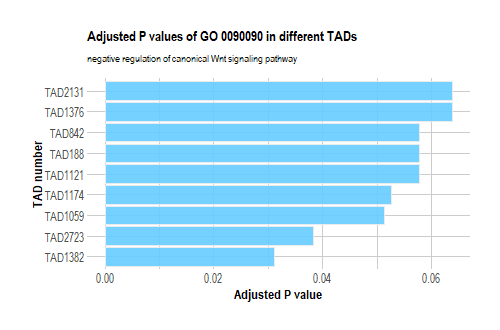 Adjusted P values of GO 0090090 in different TADs
negative regulation of canonical Wnt signaling pathway
TAD number
TAD2131
TAD1376
TAD842
TAD188
TAD1121
TAD1174
TAD1059
TAD2723
TAD1382
0.00 0.02 0.04 0.06
Adjusted P value